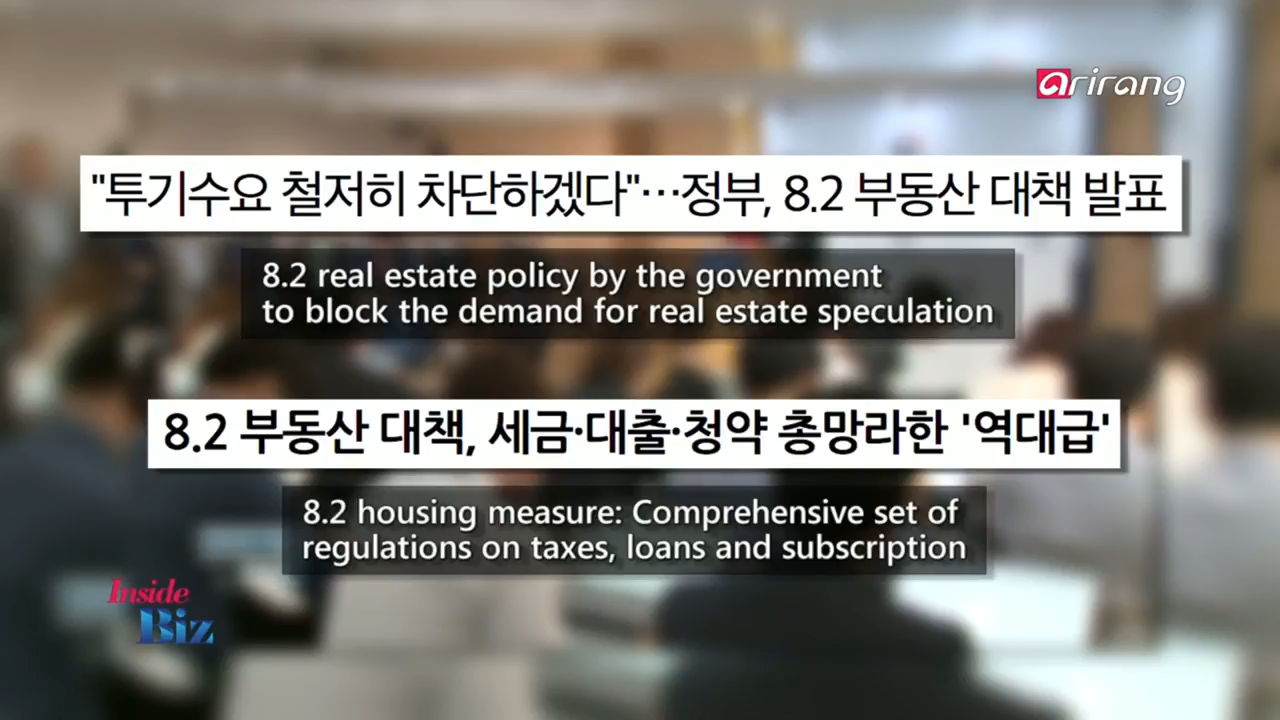 arirang
"투기수요 철저히 차단하겠다"…정부, 8.2 부동산 대책 발표
8.2 real estate policy by the government
to block the demand for real estate speculation
8.2 부동산 대책, 세금·대출·청약 총망라한 '역대급'
8.2 housing measure: Comprehensive set of
regulations on taxes, loans and subscription
Inside
Biz